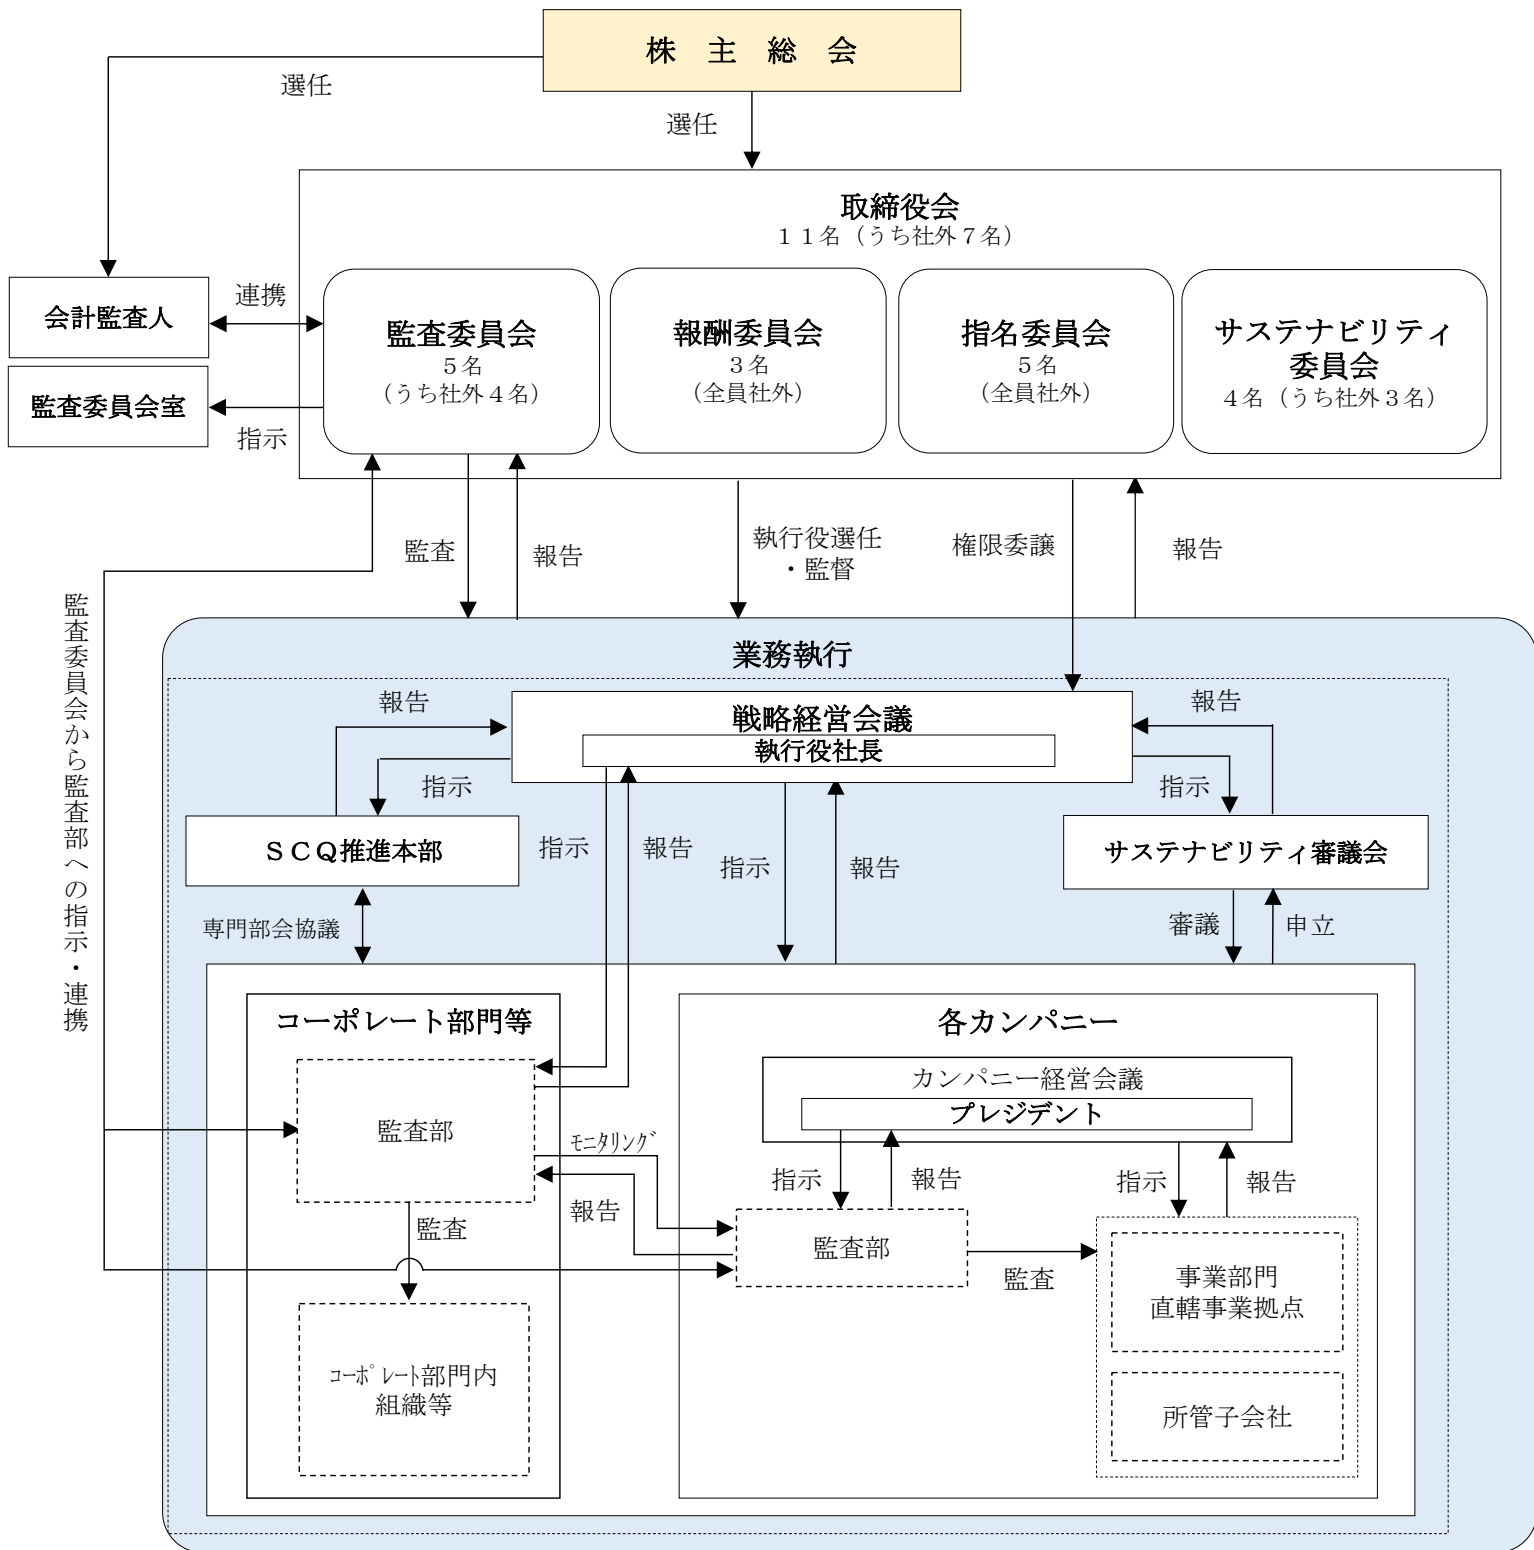 株　主　総　会
選任
選任
取締役会
１１名（うち社外７名）
会計監査人
連携
監査委員会
５名
（うち社外４名）
報酬委員会
３名
（全員社外）
指名委員会
５名
（全員社外）
サステナビリティ
委員会
４名（うち社外３名）
監査委員会室
指示
監査
報告
執行役選任
・監督
権限委譲
報告
監査委員会から監査部への指示・連携
業務執行
報告
戦略経営会議
執行役社長
報告
指示
指示
ＳＣＱ推進本部
指示
報告
指示
報告
サステナビリティ審議会
専門部会協議
審議
申立
コーポレート部門等
監査部
ﾓﾆﾀﾘﾝｸﾞ
報告
監査
ｺｰﾎﾟﾚｰﾄ部門内
組織等
各カンパニー
カンパニー経営会議
プレジデント
指示
報告
指示
報告
監査部
監査
事業部門
直轄事業拠点
所管子会社